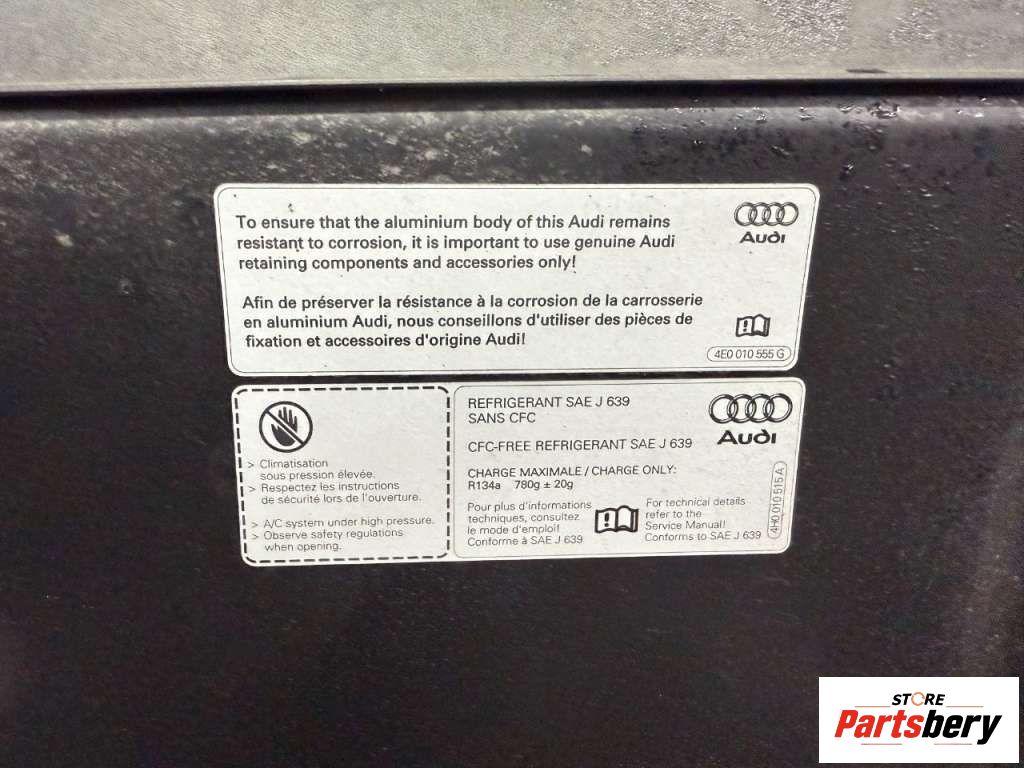 To ensure that the aluminium body of this Audi remains
resistant to corrosion, it is important to use genuine Audi
retaining components and accessories only!
Afin de préserver la résistance à la corrosion de la carrosserie
en aluminium Audi, nous conseillons d'utiliser des pièces de
fixation et accessoires d'origine Audi!
Audi
4E0 010 555 G
> Climatisation
sous pression élevée.
> Respectez les instructions
de sécurité lors de l'ouverture.
> A/C system under high pressure.
> Observe safety regulations
when opening.
REFRIGERANT SAE J 639
SANS CFC
CFC-FREE REFRIGERANT SAE J 639
CHARGE MAXIMALE / CHARGE ONLY:
R134a 780g ± 20g
Pour plus d'informations
techniques, consultez
le mode d'emploi!
Conforme à SAE J 639
For technical details
refer to the
Service Manual!
Conforms to SAE J 639
Audi
4H0 010 515 A
STORE
Partsbery